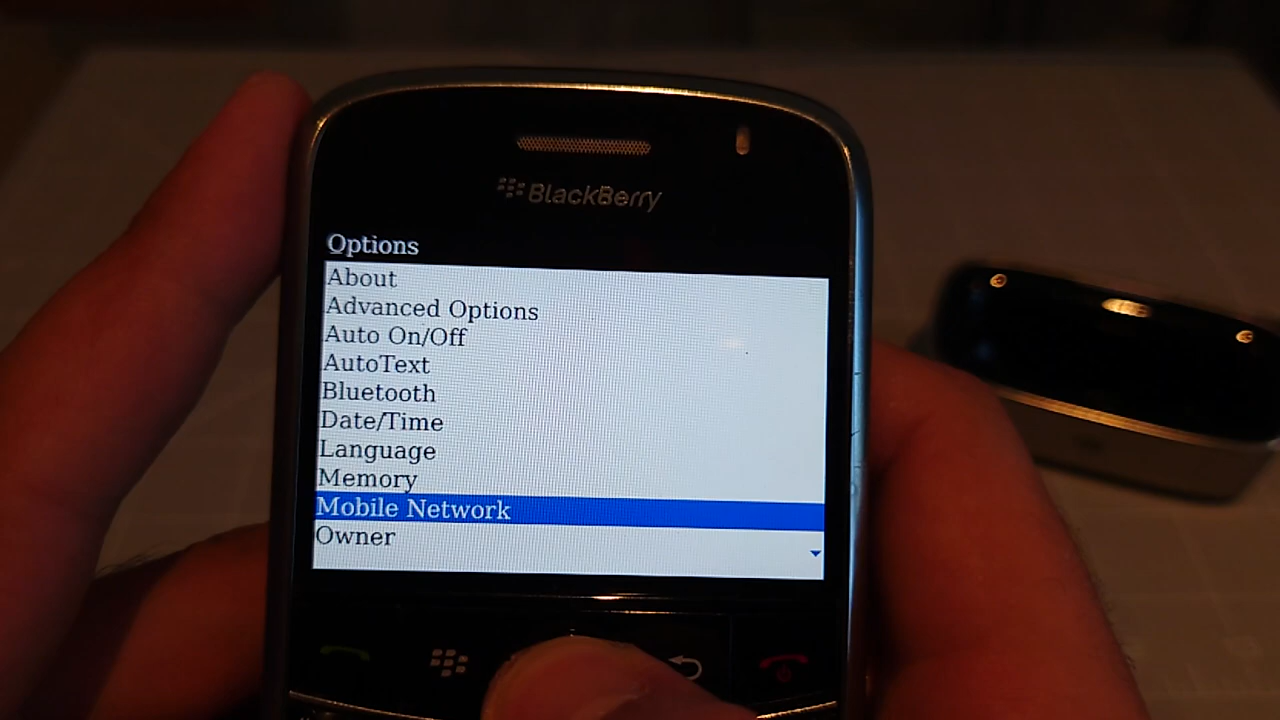 BlackBerry
Options
About
Advanced Options
Auto On/Off
AutoText
Bluetooth
Date/Time
Language
Memory
Mobile Network
Owner